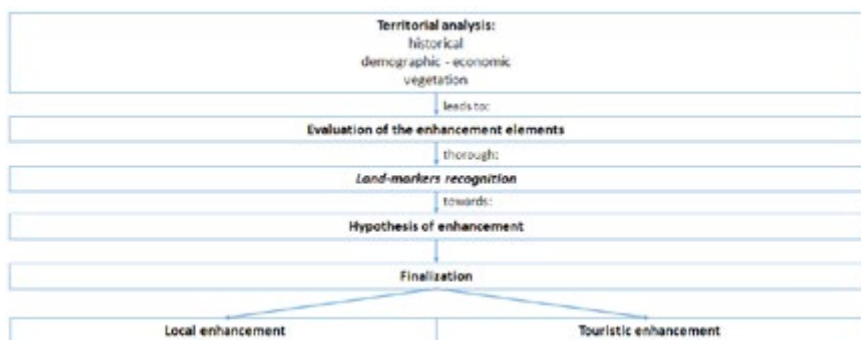 Territorial analysis:
historical
demographic - economic
vegetation
leads to:
Evaluation of the enhancement elements
thorough:
Land-markers recognition
towards:
Hypothesis of enhancement
Finalization
Local enhancement
Touristic enhancement